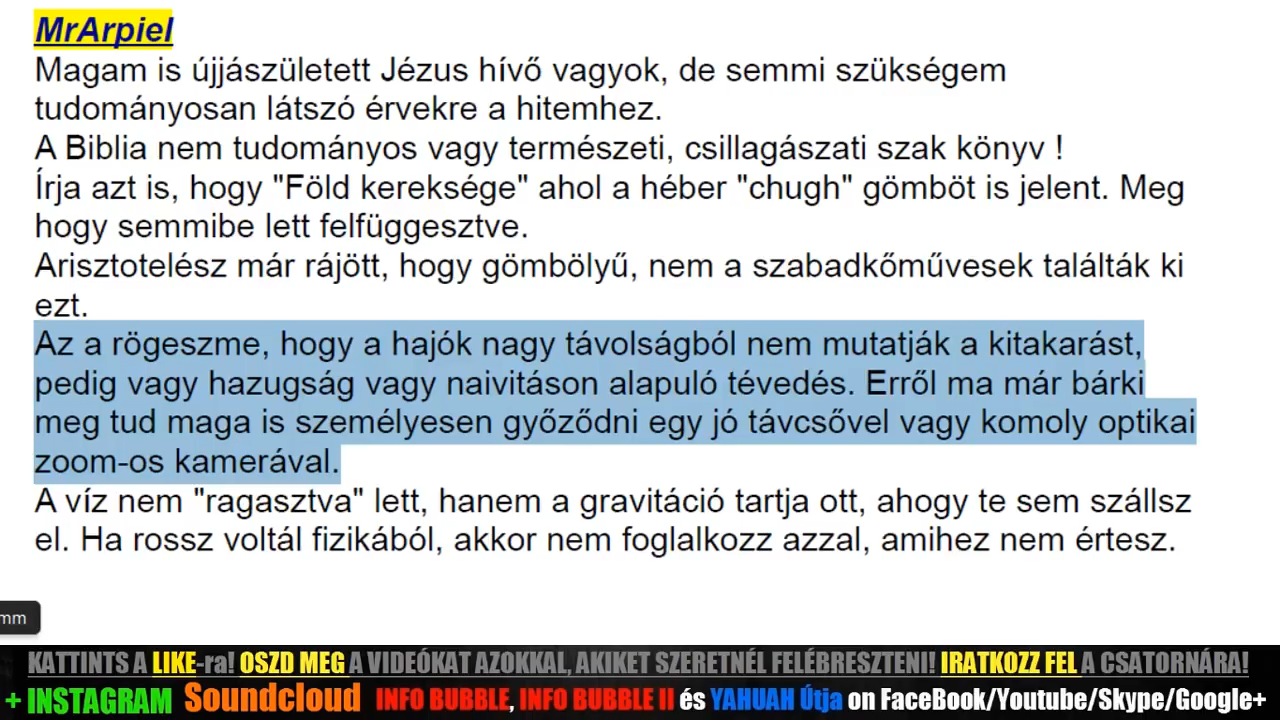 MrArpiel
Magam is újjászületett Jézus hívő vagyok, de semmi szükségem
tudományosan látszó érvekre a hitemhez.
A Biblia nem tudományos vagy természeti, csillagászati szak könyv !
Írja azt is, hogy "Föld kereksége" ahol a héber "chugh" gömböt is jelent. Meg
hogy semmibe lett felfüggesztve.
Arisztotelész már rájött, hogy gömbölyű, nem a szabadkőművesek találták ki
ezt.
Az a rögeszme, hogy a hajók nagy távolságból nem mutatják a kitakarást,
pedig vagy hazugság vagy naivitáson alapuló tévedés. Erről ma már bárki
meg tud maga is személyesen győződni egy jó távcsővel vagy komoly optikai
zoom-os kamerával.
A víz nem "ragasztva" lett, hanem a gravitáció tartja ott, ahogy te sem szállsz
el. Ha rossz voltál fizikából, akkor nem foglalkozz azzal, amihez nem értesz.
mm
KATTINTS A LIKE-ra! OSZD MEG A VIDEÓKAT AZOKKAL, AKIKET SZERETNÉL FELÉBRESZTENI! IRATKOZZ FEL A CSATORNÁRA!
+ INSTAGRAM Soundcloud INFO BUBBLE, INFO BUBBLE II és YAHUAH Útja on FaceBook/Youtube/Skype/Google+